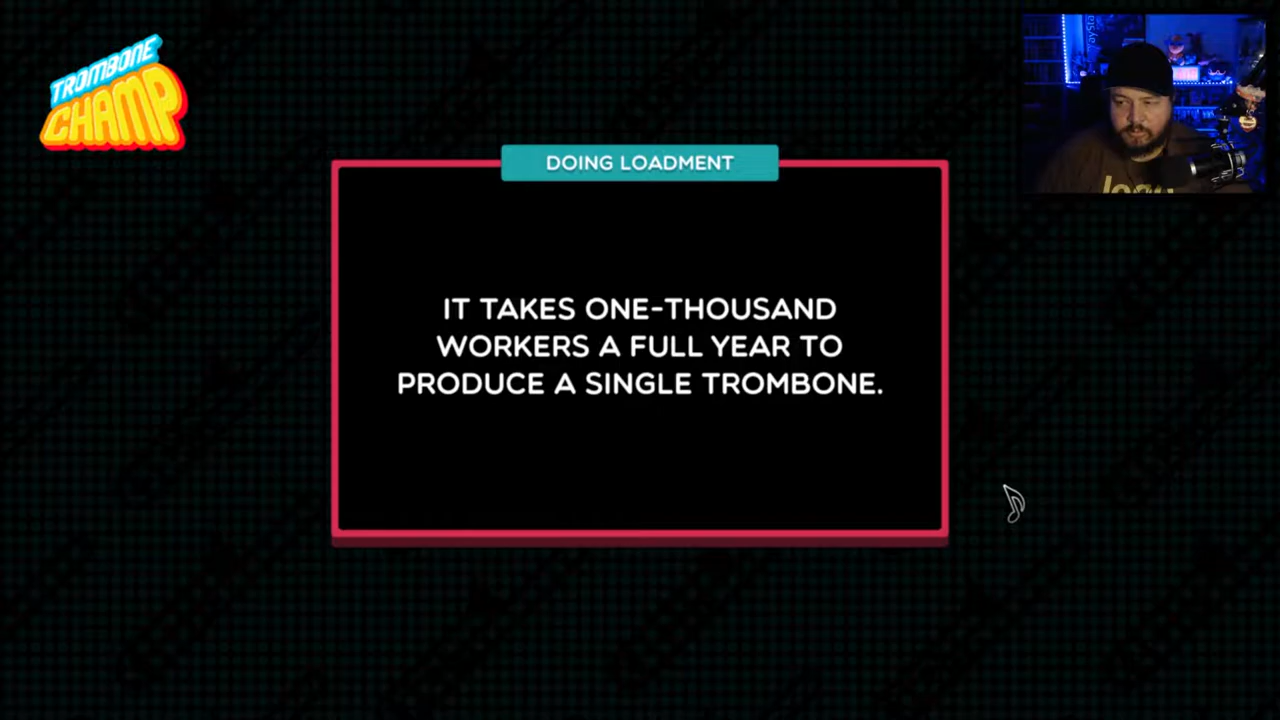 TROMBONE
CHAMP
DOING LOADMENT
IT TAKES ONE-THOUSAND
WORKERS A FULL YEAR TO
PRODUCE A SINGLE TROMBONE.